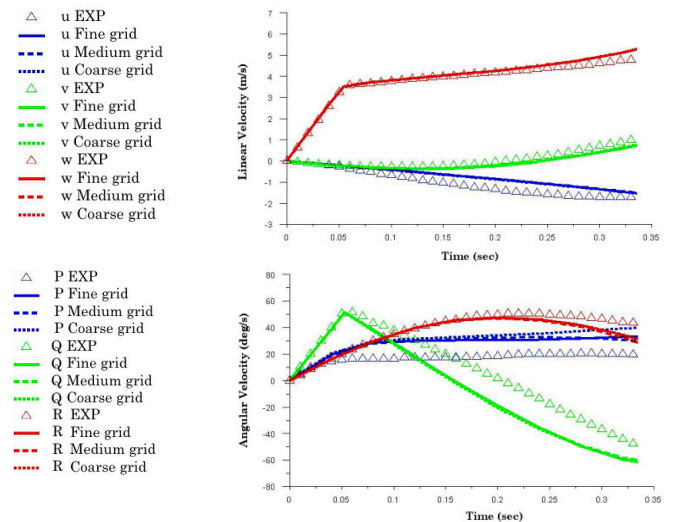 u EXP
u Fine grid
u Medium grid
u Coarse grid
v EXP
v Fine grid
v Medium grid
v Coarse grid
w EXP
w Fine grid
w Medium grid
w Coarse grid
Linear Velocity (m/s)
7
6
5
4
3
2
1
0
-1
-2
-3
0 0.05 0.1 0.15 0.2 0.25 0.3 0.35
Time (sec)
P EXP
P Fine grid
P Medium grid
P Coarse grid
Q EXP
Q Fine grid
Q Medium grid
Q Coarse grid
R EXP
R Fine grid
R Medium grid
R Coarse grid
Angular Velocity (deg/s)
80
60
40
20
0
-20
-40
-60
-80
0 0.05 0.1 0.15 0.2 0.25 0.3 0.35
Time (sec)